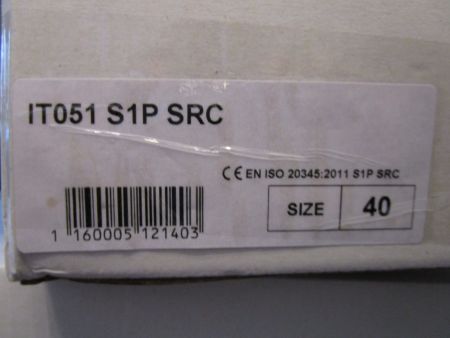 IT051 S1P SRC
CE EN ISO 20345:2011 S1P SRC
SIZE 40
1 160005 121403